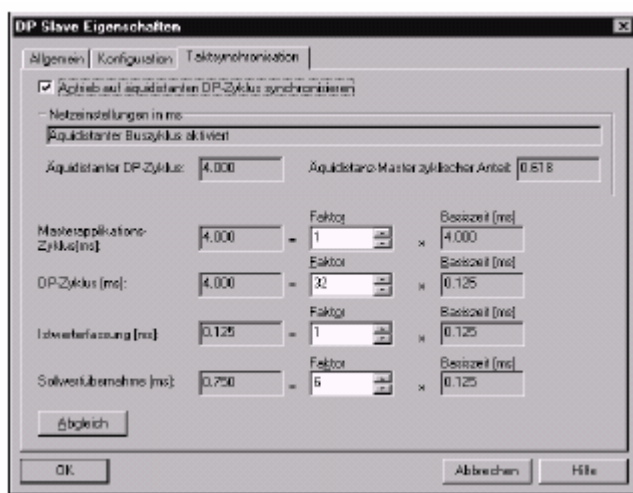 DP Slave Eigenschaften
Allgemein Konfiguration Taktsynchronisation
Antrieb auf äquidistanten DP-Zyklus synchronisieren
Netzeinstellungen in ms
Äquidistanter Buszyklus aktiviert
Äquidistanter DP-Zyklus: 4.000 Äquidistanz-Master zyklischer Anteil: 0.618
Faktor Basiszeit [ms]
Masterapplikations-
Zyklus[ms]: 4.000 = 1 x 4.000
Faktor Basiszeit [ms]
DP-Zyklus [ms]: 4.000 = 32 x 0.125
Faktor Basiszeit [ms]
Istwerterfassung [ms]: 0.125 = 1 x 0.125
Faktor Basiszeit [ms]
Sollwertübernahme [ms]: 0.750 = 6 x 0.125
Abgleich
OK Abbrechen Hilfe